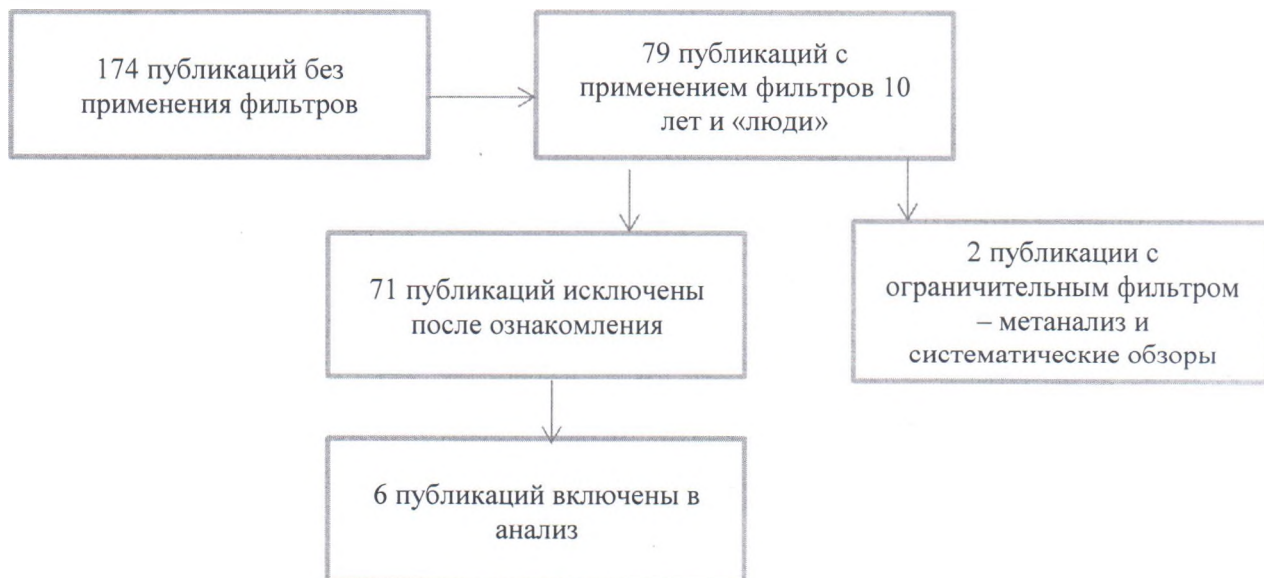 174 публикаций без
применения фильтров
79 публикаций с
применением фильтров 10
лет и «люди»
71 публикаций исключены
после ознакомления
2 публикации с
ограничительным фильтром
– метанализ и
систематические обзоры
6 публикаций включены в
анализ